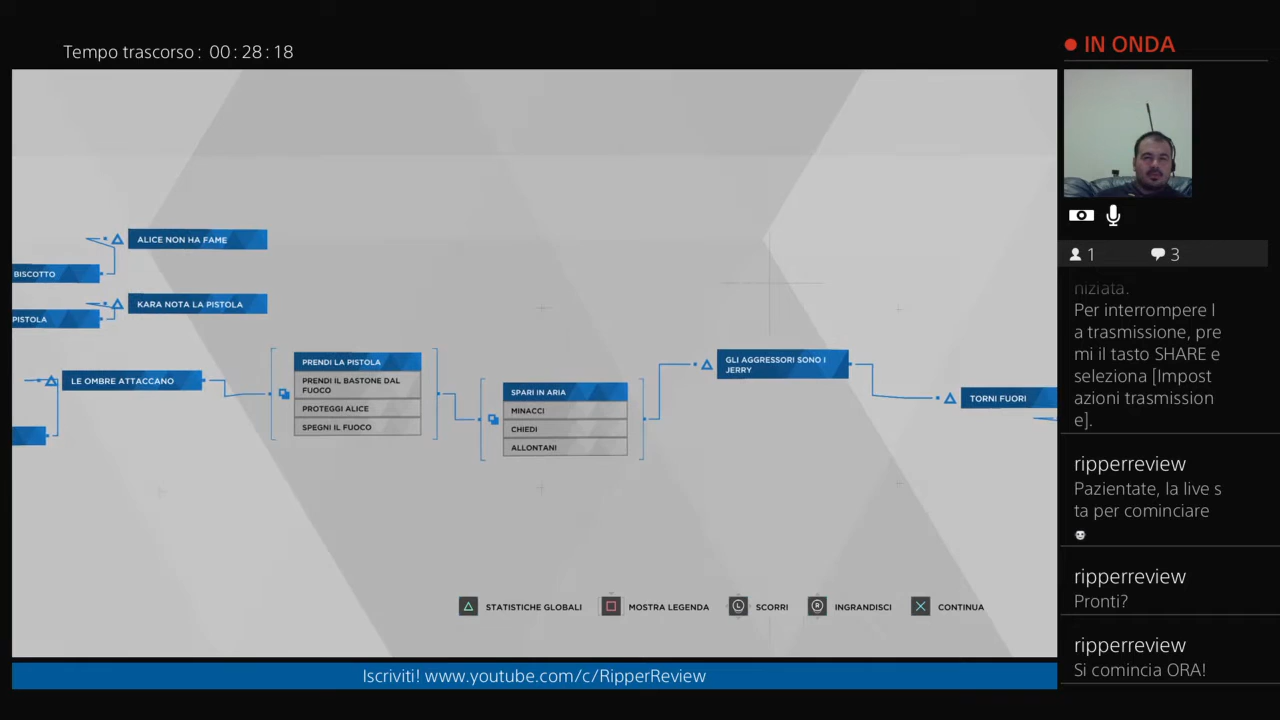 Tempo trascorso: 00:28:18
IN ONDA
1
3
ALICE NON HA FAME
BISCOTTO
KARA NOTA LA PISTOLA
PISTOLA
LE OMBRE ATTACCANO
PRENDI LA PISTOLA
PRENDI IL BASTONE DAL
FUOCO
PROTEGGI ALICE
SPEGNI IL FUOCO
SPARI IN ARIA
MINACCI
CHIEDI
ALLONTANI
GLI AGGRESSORI SONO I
JERRY
TORNI FUORI
STATISTICHE GLOBALI
MOSTRA LEGENDA
L
SCORRI
R
INGRANDISCI
CONTINUA
Iscriviti! www.youtube.com/c/RipperReview
niziata.
Per interrompere l
a trasmissione, pre
mi il tasto SHARE e
seleziona [Impost
azioni trasmission
e].
ripperreview
Pazientate, la live s
ta per cominciare
ripperreview
Pronti?
ripperreview
Si comincia ORA!